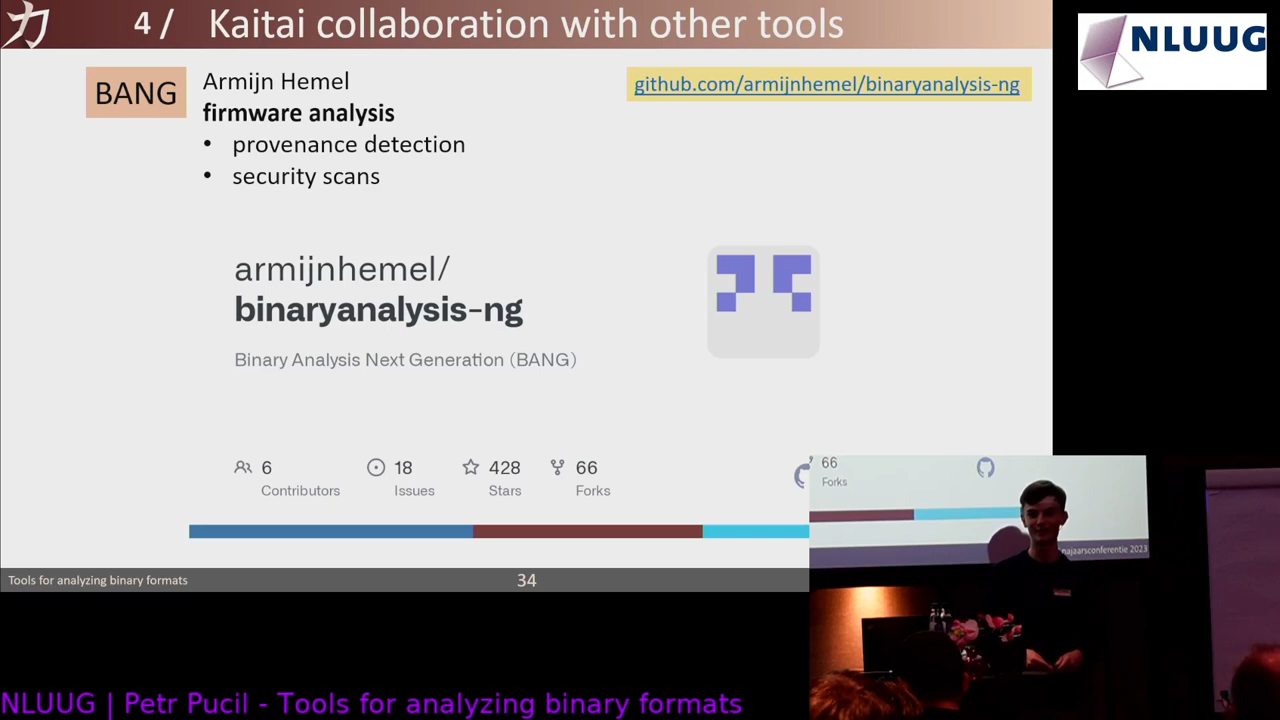 力
4 / Kaitai collaboration with other tools
NLUUG
BANG
Armijn Hemel
firmware analysis
• provenance detection
• security scans
github.com/armijnhemel/binaryanalysis-ng
armijnhemel/
binaryanalysis-ng
Binary Analysis Next Generation (BANG)
6
Contributors
18
Issues
428
Stars
66
Forks
66
Forks
najaarsconferentie 2023
Tools for analyzing binary formats
34
NLUUG | Petr Pucil - Tools for analyzing binary formats